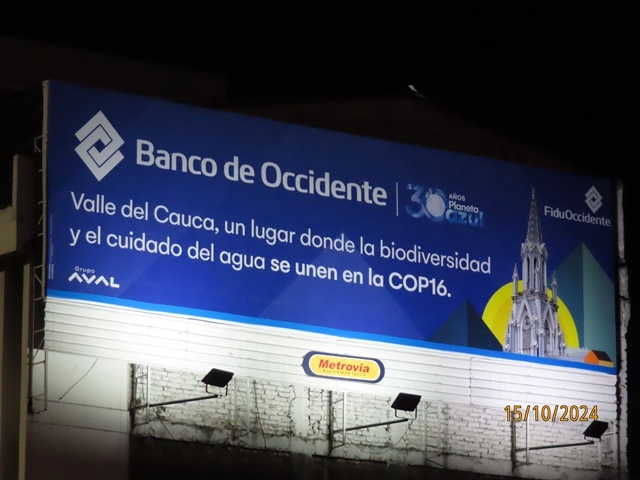 Banco de Occidente
30 AÑOS
Planeta
azul
FiduOccidente
Valle del Cauca, un lugar donde la biodiversidad
y el cuidado del agua se unen en la COP16.
Grupo
AVAL
Metrovia
15/10/2024